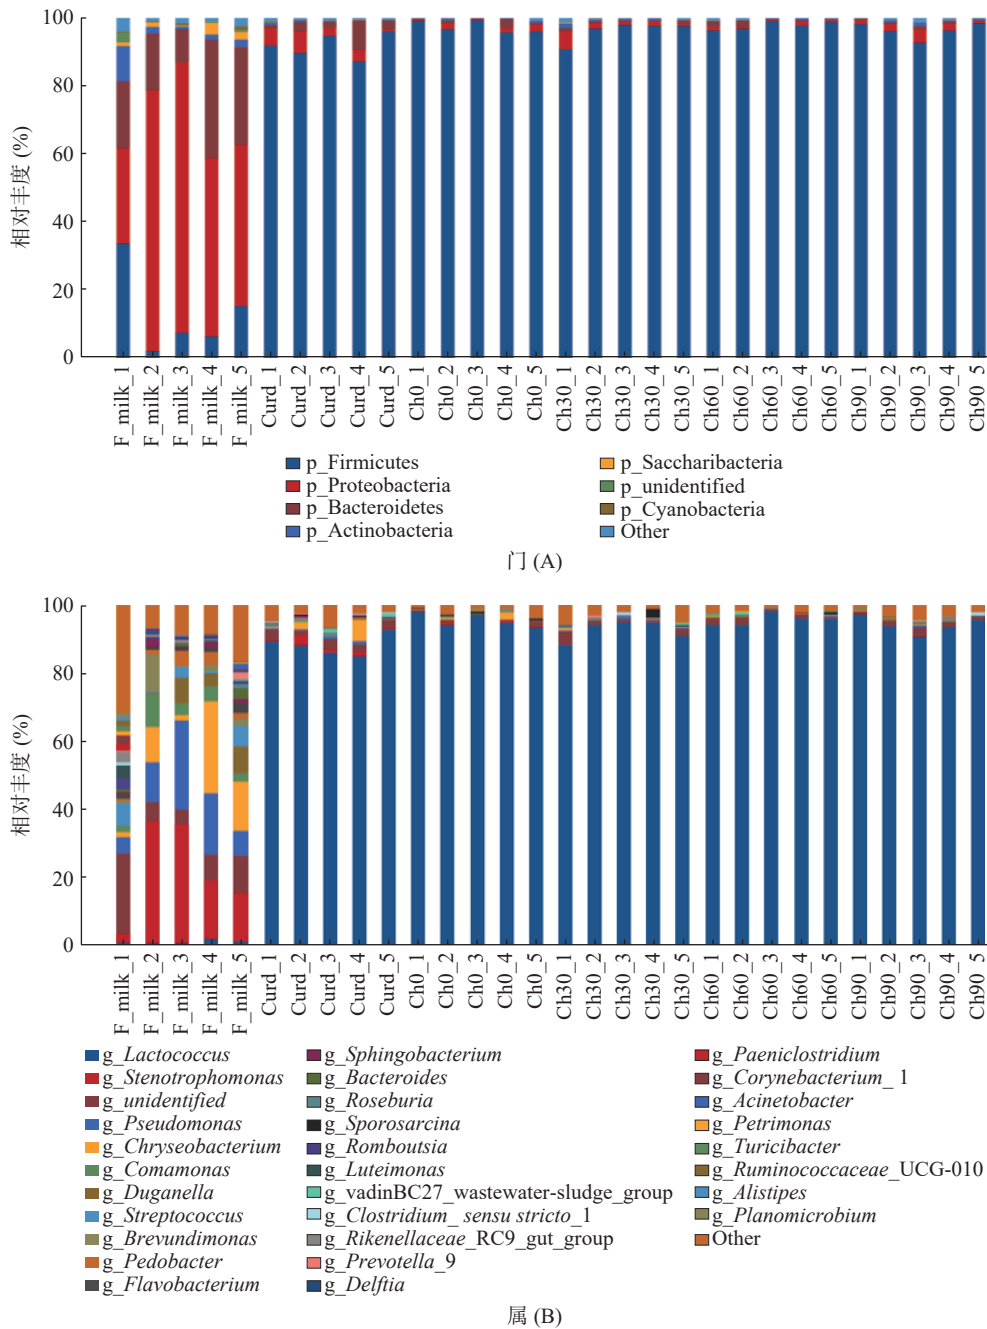 100
80
60
40
20
0
相对丰度 (%)
F_milk_1
F_milk_2
F_milk_3
F_milk_4
F_milk_5
Curd_1
Curd_2
Curd_3
Curd_4
Curd_5
Ch0_1
Ch0_2
Ch0_3
Ch0_4
Ch0_5
Ch30_1
Ch30_2
Ch30_3
Ch30_4
Ch30_5
Ch60_1
Ch60_2
Ch60_3
Ch60_4
Ch60_5
Ch90_1
Ch90_2
Ch90_3
Ch90_4
Ch90_5
p_Firmicutes
p_Proteobacteria
p_Bacteroidetes
p_Actinobacteria
p_Saccharibacteria
p_unidentified
p_Cyanobacteria
Other
门 (A)
100
80
60
40
20
0
相对丰度 (%)
F_milk_1
F_milk_2
F_milk_3
F_milk_4
F_milk_5
Curd_1
Curd_2
Curd_3
Curd_4
Curd_5
Ch0_1
Ch0_2
Ch0_3
Ch0_4
Ch0_5
Ch30_1
Ch30_2
Ch30_3
Ch30_4
Ch30_5
Ch60_1
Ch60_2
Ch60_3
Ch60_4
Ch60_5
Ch90_1
Ch90_2
Ch90_3
Ch90_4
Ch90_5
g_Lactococcus
g_Stenotrophomonas
g_unidentified
g_Pseudomonas
g_Chryseobacterium
g_Comamonas
g_Duganella
g_Streptococcus
g_Brevundimonas
g_Pedobacter
g_Flavobacterium
g_Sphingobacterium
g_Bacteroides
g_Roseburia
g_Sporosarcina
g_Romboutsia
g_Luteimonas
g_vadinBC27_wastewater-sludge_group
g_Clostridium_ sensu stricto_1
g_Rikenellaceae_RC9_gut_group
g_Prevotella_9
g_Delftia
g_Paeniclostridium
g_Corynebacterium_ 1
g_Acinetobacter
g_Petrimonas
g_Turicibacter
g_Ruminococcaceae_UCG-010
g_Alistipes
g_Planomicrobium
Other
属 (B)